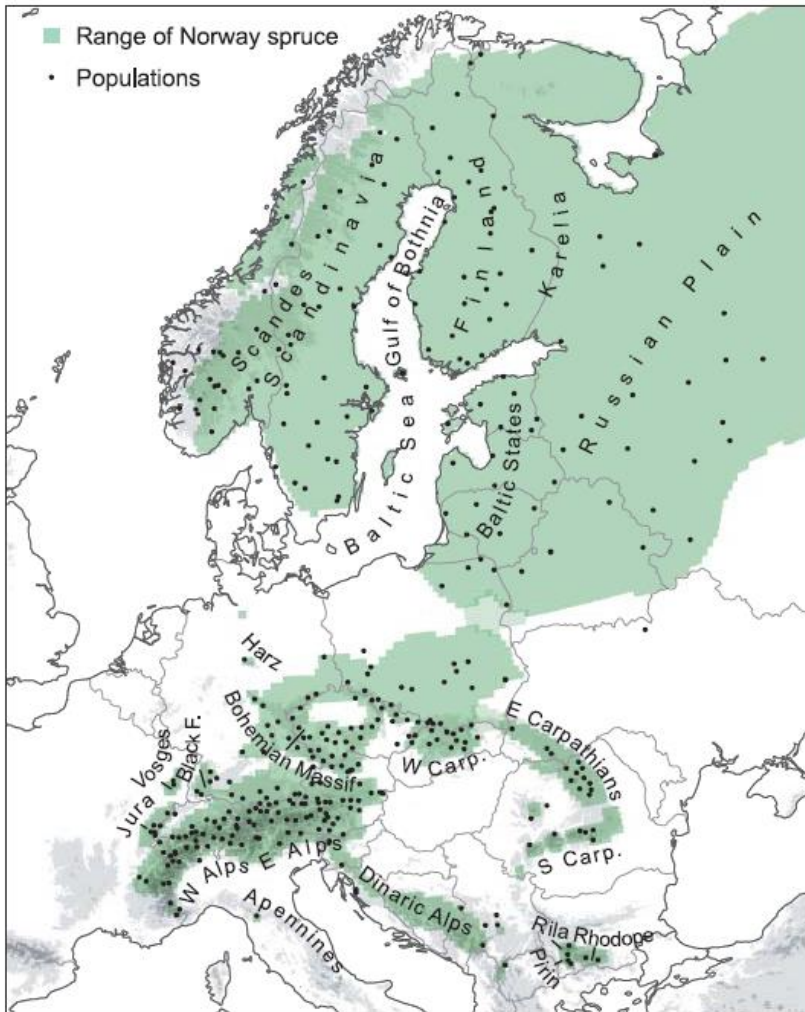 Range of Norway spruce
Populations
Scandes
Scandinavia
Gulf of Bothnia
Finland
Karelia
Russian Plain
Baltic Sea
Baltic States
Harz
Bohemian Massif
Vosges
Black F.
Jura
W Alps
E Alps
W Carp.
E Carpathians
S Carp.
Dinaric Alps
Apennines
Rila
Rhodope
Pirin